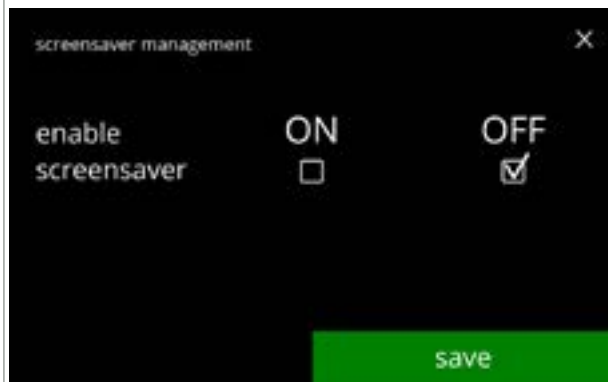 screensaver management
enable ON OFF
screensaver
save